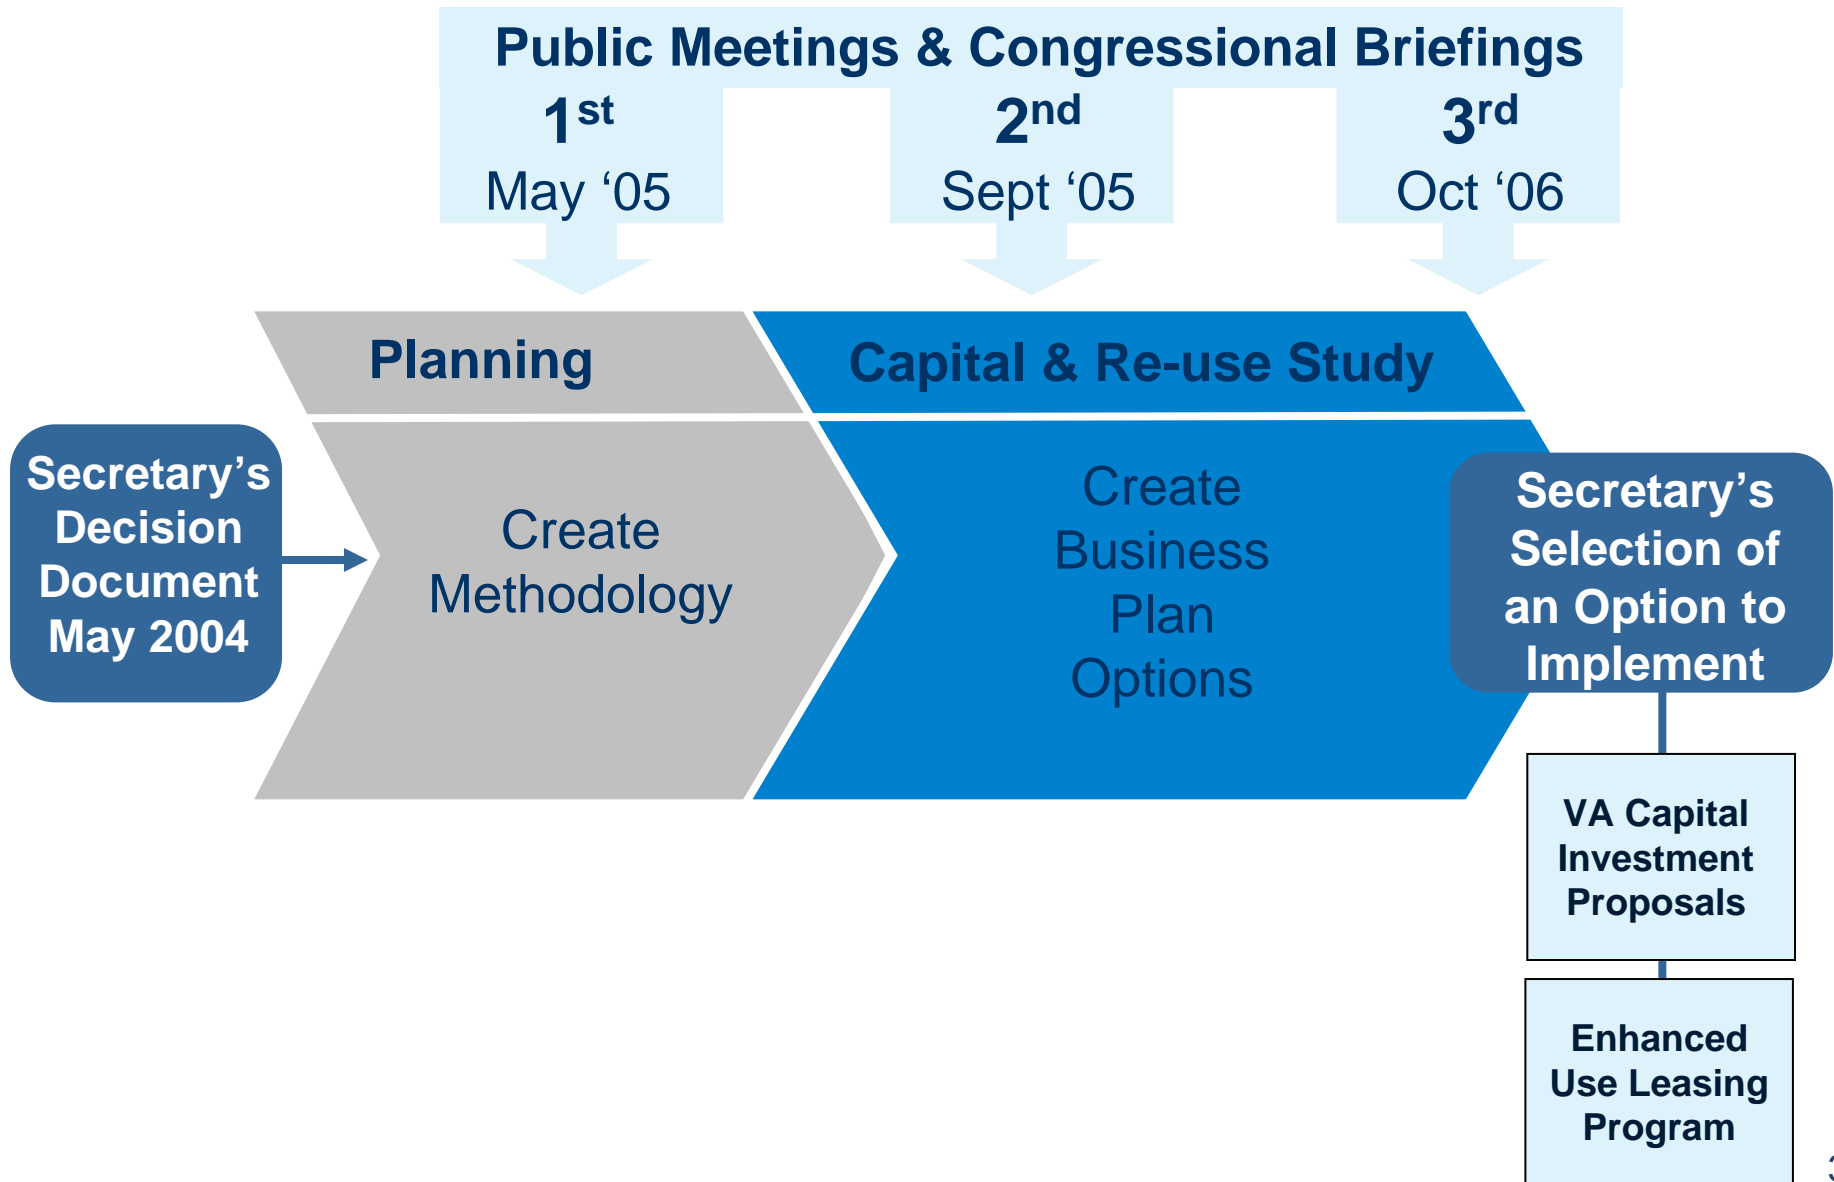 Public Meetings & Congressional Briefings
1st
May ‘05
2nd
Sept ‘05
3rd
Oct ‘06
Planning
Capital & Re-use Study
Secretary’s
Decision
Document
May 2004
Create
Methodology
Create
Business
Plan
Options
Secretary’s
Selection of
an Option to
Implement
VA Capital
Investment
Proposals
Enhanced
Use Leasing
Program